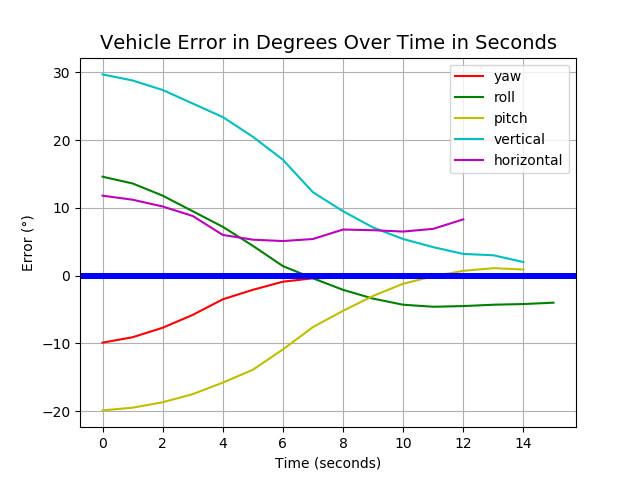 Vehicle Error in Degrees Over Time in Seconds
yaw
roll
pitch
vertical
horizontal
Error (°)
30
20
10
0
−10
−20
0 2 4 6 8 10 12 14
Time (seconds)